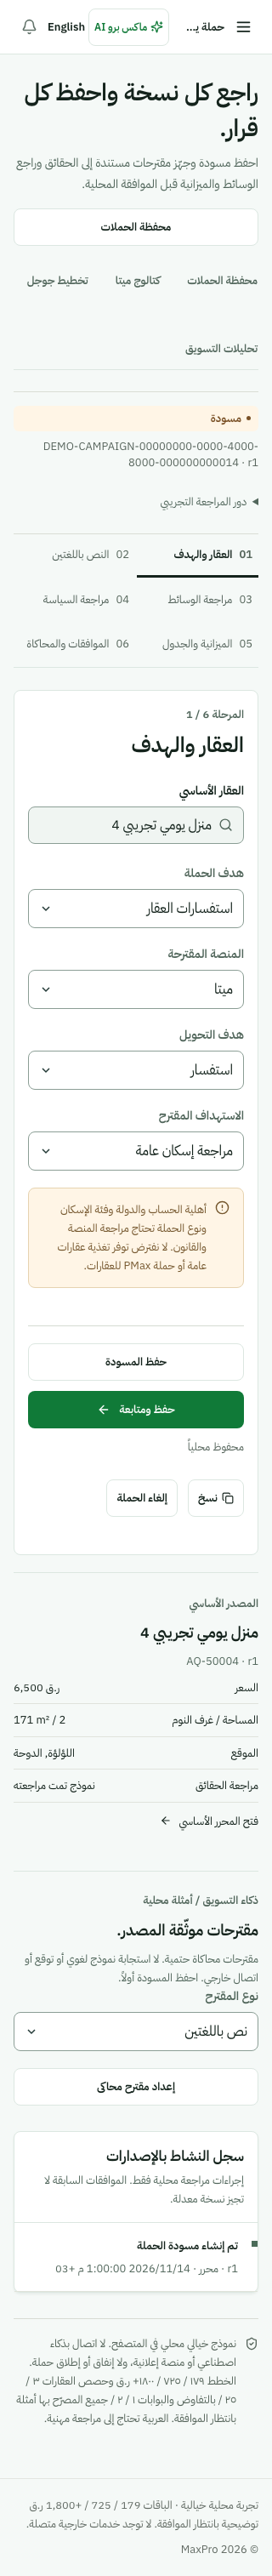 حملة يـ...
ماكس برو AI
English
راجع كل نسخة واحفظ كل
قرار.
احفظ مسودة وجهّز مقترحات مستندة إلى الحقائق وراجع
الوسائط والميزانية قبل الموافقة المحلية.
محفظة الحملات
محفظة الحملات
كتالوج ميتا
تخطيط جوجل
تحليلات التسويق
مسودة
DEMO-CAMPAIGN-00000000-0000-4000-
8000-000000000014 · r1
دور المراجعة التجريبي
01 العقار والهدف
02 النص باللغتين
03 مراجعة الوسائط
04 مراجعة السياسة
05 الميزانية والجدول
06 الموافقات والمحاكاة
المرحلة 6 / 1
العقار والهدف
العقار الأساسي
منزل يومي تجريبي 4
هدف الحملة
استفسارات العقار
المنصة المقترحة
ميتا
هدف التحويل
استفسار
الاستهداف المقترح
مراجعة إسكان عامة
أهلية الحساب والدولة وفئة الإسكان
ونوع الحملة تحتاج مراجعة المنصة
والقانون. لا نفترض توفر تغذية عقارات
عامة أو حملة PMax للعقارات.
حفظ المسودة
حفظ ومتابعة
محفوظ محلياً
نسخ
إلغاء الحملة
المصدر الأساسي
منزل يومي تجريبي 4
AQ-50004 · r1
السعر
ر.ق 6,500
المساحة / غرف النوم
171 m² / 2
الموقع
اللؤلؤة, الدوحة
مراجعة الحقائق
نموذج تمت مراجعته
فتح المحرر الأساسي
ذكاء التسويق / أمثلة محلية
مقترحات موثّقة المصدر.
مقترحات محاكاة حتمية. لا استجابة نموذج لغوي أو توقع أو
اتصال خارجي. احفظ المسودة أولاً.
نوع المقترح
نص باللغتين
إعداد مقترح محاكى
سجل النشاط بالإصدارات
إجراءات مراجعة محلية فقط. الموافقات السابقة لا
تجيز نسخة معدلة.
تم إنشاء مسودة الحملة
r1 · محرر · 2026/11/14 1:00:00 م +03
نموذج خيالي محلي في المتصفح. لا اتصال بذكاء
اصطناعي أو منصة إعلانية، ولا إنفاق أو إطلاق حملة.
الخطط ١٧٩ / ٧٢٥ / ١٨٠٠+ ر.ق وحصص العقارات ٣ /
٢٥ / بالتفاوض والبوابات ١ / ٢ / جميع المصرّح بها أمثلة
بانتظار الموافقة. العربية تحتاج إلى مراجعة مهنية.
تجربة محلية خيالية · الباقات 179 / 725 / +1,800 ر.ق
توضيحية بانتظار الموافقة. لا توجد خدمات خارجية متصلة.
© 2026 MaxPro